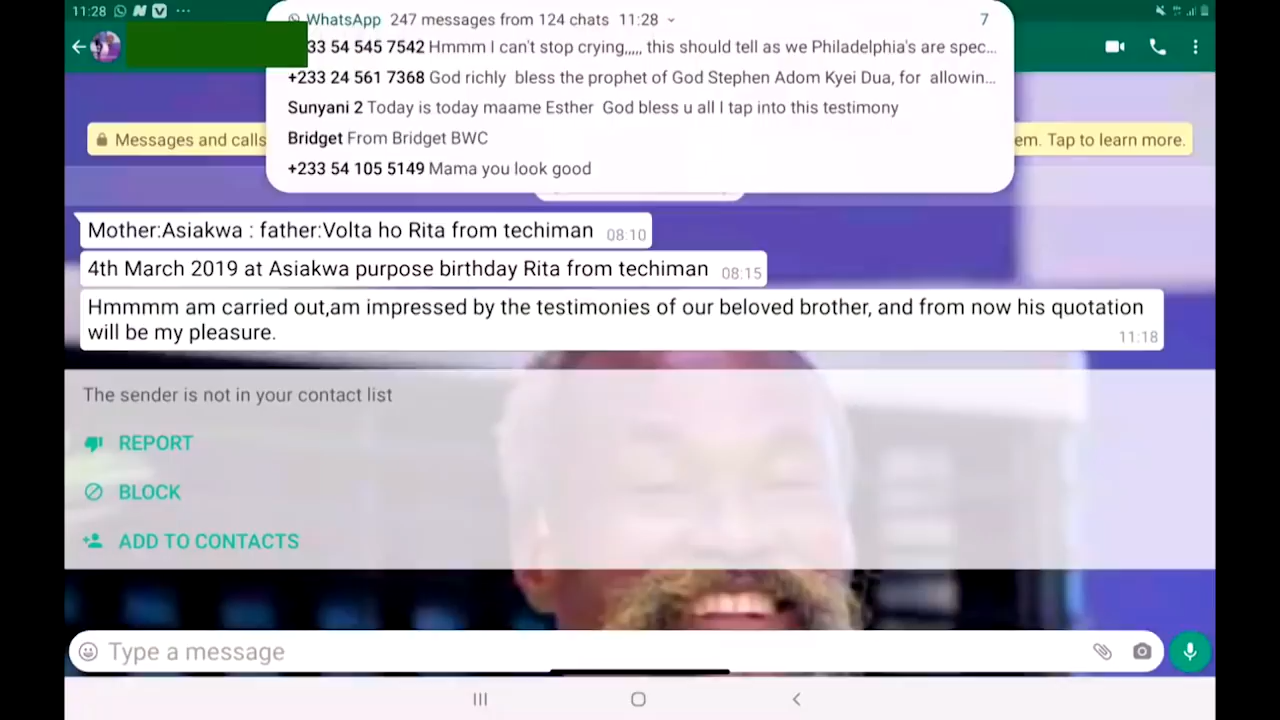 11:28
WhatsApp 247 messages from 124 chats 11:28 7
33 54 545 7542 Hmmm I can't stop crying,,,,, this should tell as we Philadelphia's are spec...
+233 24 561 7368 God richly bless the prophet of God Stephen Adom Kyei Dua, for allowin...
Sunyani 2 Today is today maame Esther God bless u all I tap into this testimony
Bridget From Bridget BWC
+233 54 105 5149 Mama you look good
Messages and calls em. Tap to learn more.
Mother:Asiakwa : father:Volta ho Rita from techiman 08:10
4th March 2019 at Asiakwa purpose birthday Rita from techiman 08:15
Hmmmm am carried out,am impressed by the testimonies of our beloved brother, and from now his quotation
will be my pleasure. 11:18
The sender is not in your contact list
REPORT
BLOCK
ADD TO CONTACTS
Type a message